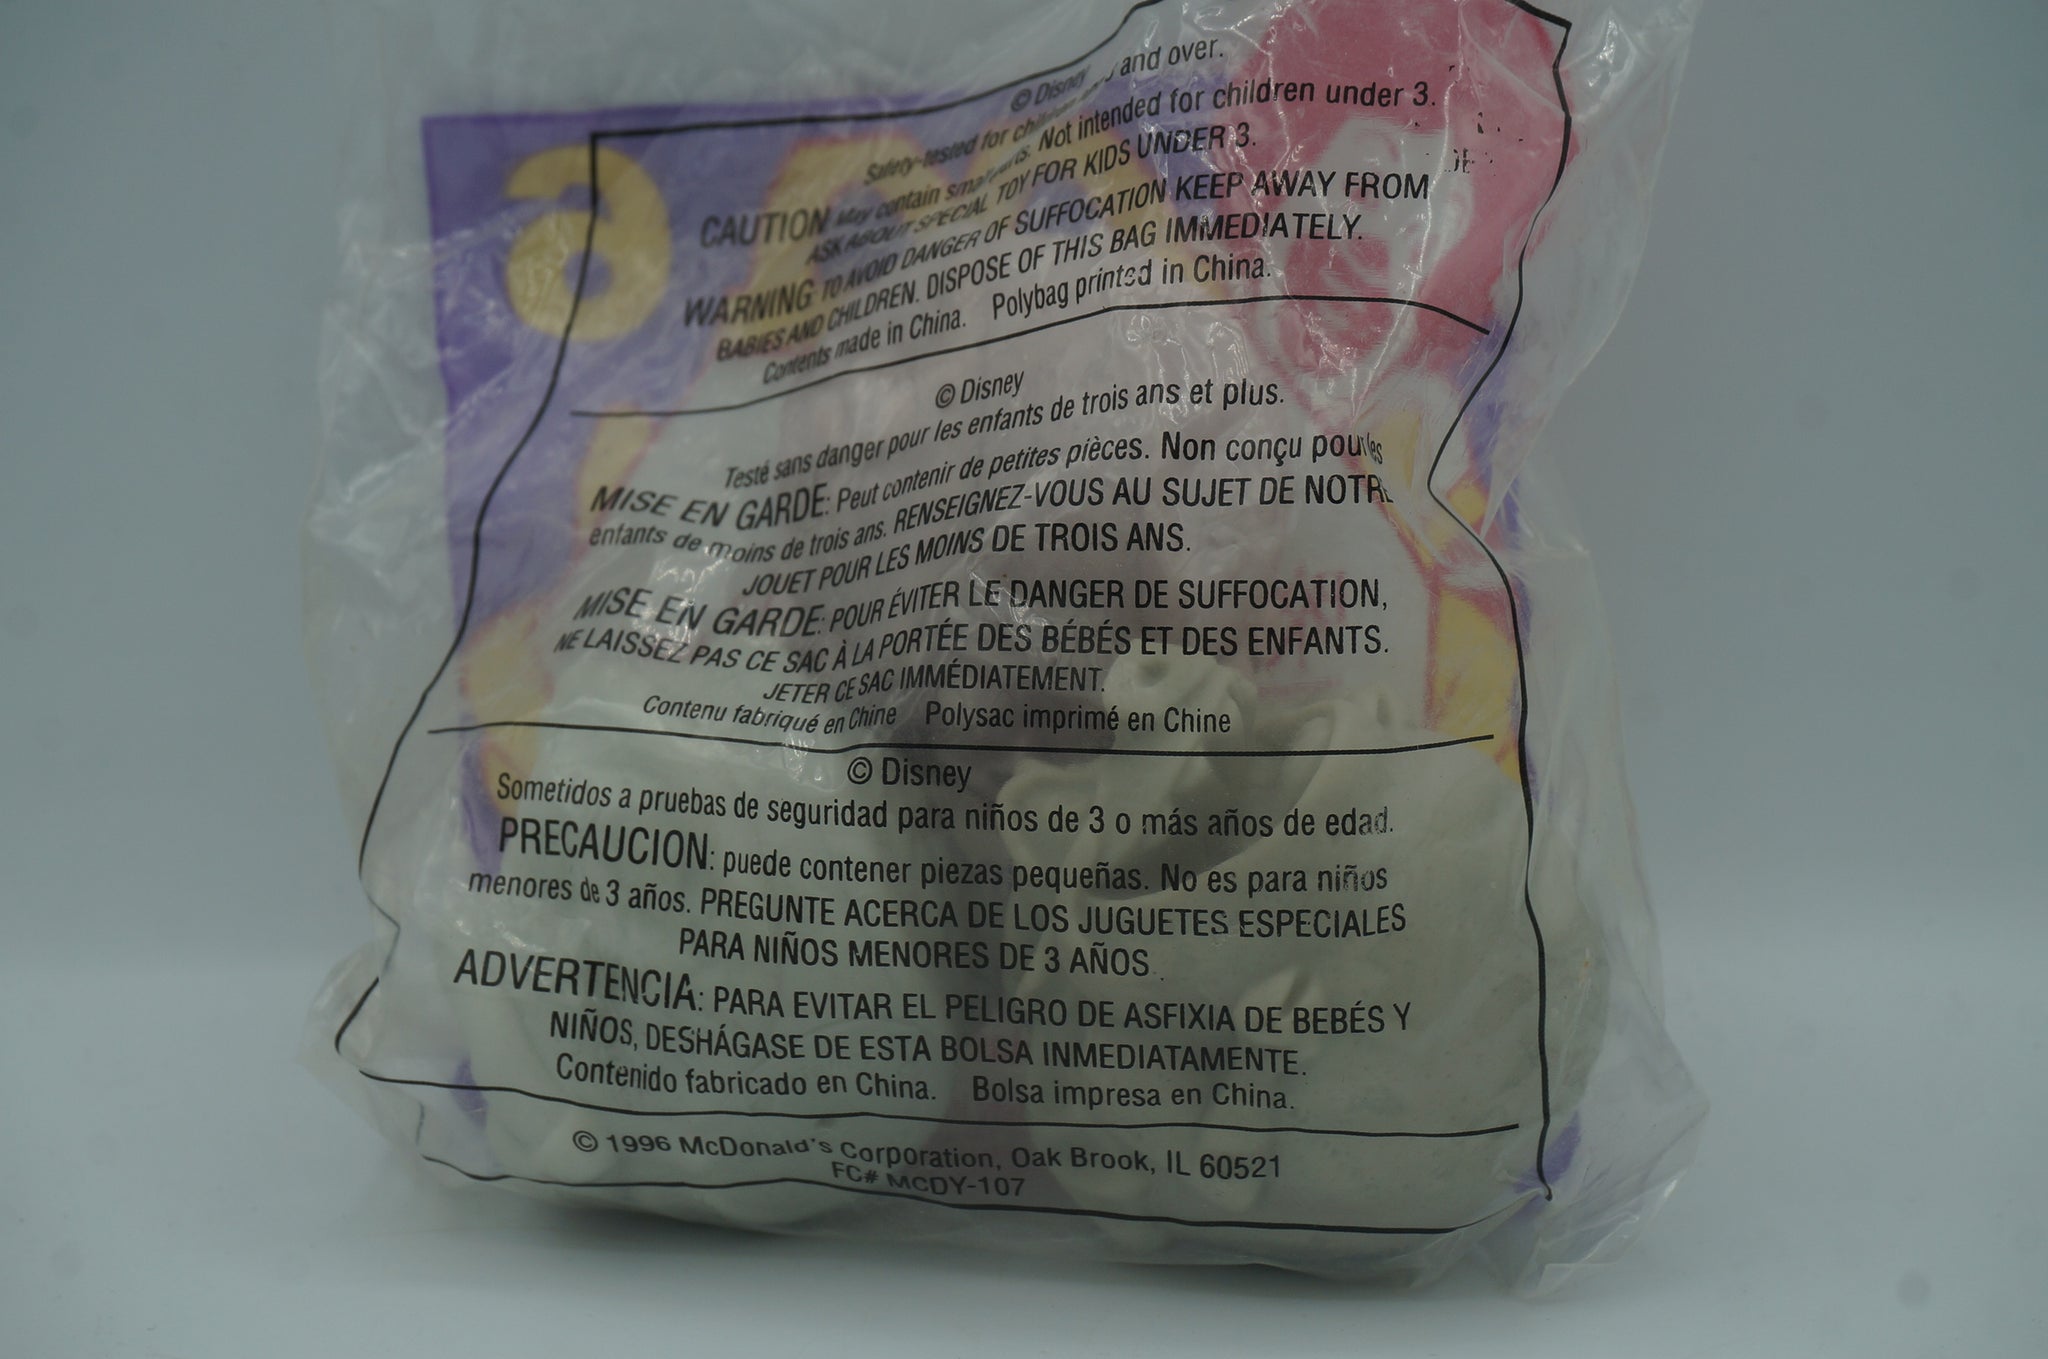 6
© Disney
Safety-tested for children and over.
CAUTION May contain small parts. Not intended for children under 3.
ASK ABOUT SPECIAL TOY FOR KIDS UNDER 3.
WARNING: TO AVOID DANGER OF SUFFOCATION KEEP AWAY FROM
BABIES AND CHILDREN. DISPOSE OF THIS BAG IMMEDIATELY.
Contents made in China. Polybag printed in China.
© Disney
Testé sans danger pour les enfants de trois ans et plus.
MISE EN GARDE: Peut contenir de petites pièces. Non conçu pour les
enfants de moins de trois ans. RENSEIGNEZ-VOUS AU SUJET DE NOTRE
JOUET POUR LES MOINS DE TROIS ANS.
MISE EN GARDE: POUR ÉVITER LE DANGER DE SUFFOCATION,
NE LAISSEZ PAS CE SAC À LA PORTÉE DES BÉBÉS ET DES ENFANTS.
JETER CE SAC IMMÉDIATEMENT.
Contenu fabriqué en Chine Polysac imprimé en Chine
© Disney
Sometidos a pruebas de seguridad para niños de 3 o más años de edad.
PRECAUCION: puede contener piezas pequeñas. No es para niños
menores de 3 años. PREGUNTE ACERCA DE LOS JUGUETES ESPECIALES
PARA NIÑOS MENORES DE 3 AÑOS.
ADVERTENCIA: PARA EVITAR EL PELIGRO DE ASFIXIA DE BEBÉS Y
NIÑOS, DESHÁGASE DE ESTA BOLSA INMEDIATAMENTE.
Contenido fabricado en China. Bolsa impresa en China.
© 1996 McDonald's Corporation, Oak Brook, IL 60521
FC# MCDY-107